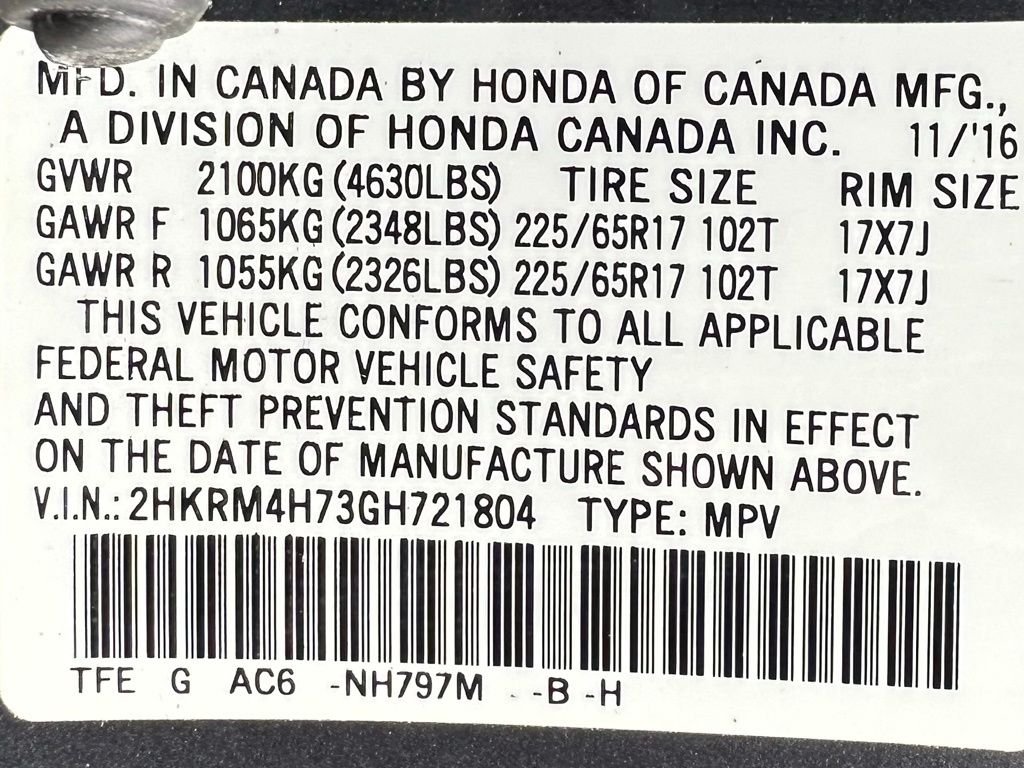 MFD. IN CANADA BY HONDA OF CANADA MFG.,
A DIVISION OF HONDA CANADA INC. 11/'16
GVWR 2100KG (4630LBS) TIRE SIZE RIM SIZE
GAWR F 1065KG (2348LBS) 225/65R17 102T 17X7J
GAWR R 1055KG (2326LBS) 225/65R17 102T 17X7J
THIS VEHICLE CONFORMS TO ALL APPLICABLE
FEDERAL MOTOR VEHICLE SAFETY
AND THEFT PREVENTION STANDARDS IN EFFECT
ON THE DATE OF MANUFACTURE SHOWN ABOVE.
V.I.N.: 2HKRM4H73GH721804 TYPE: MPV
TFE G AC6 -NH797M - -B -H